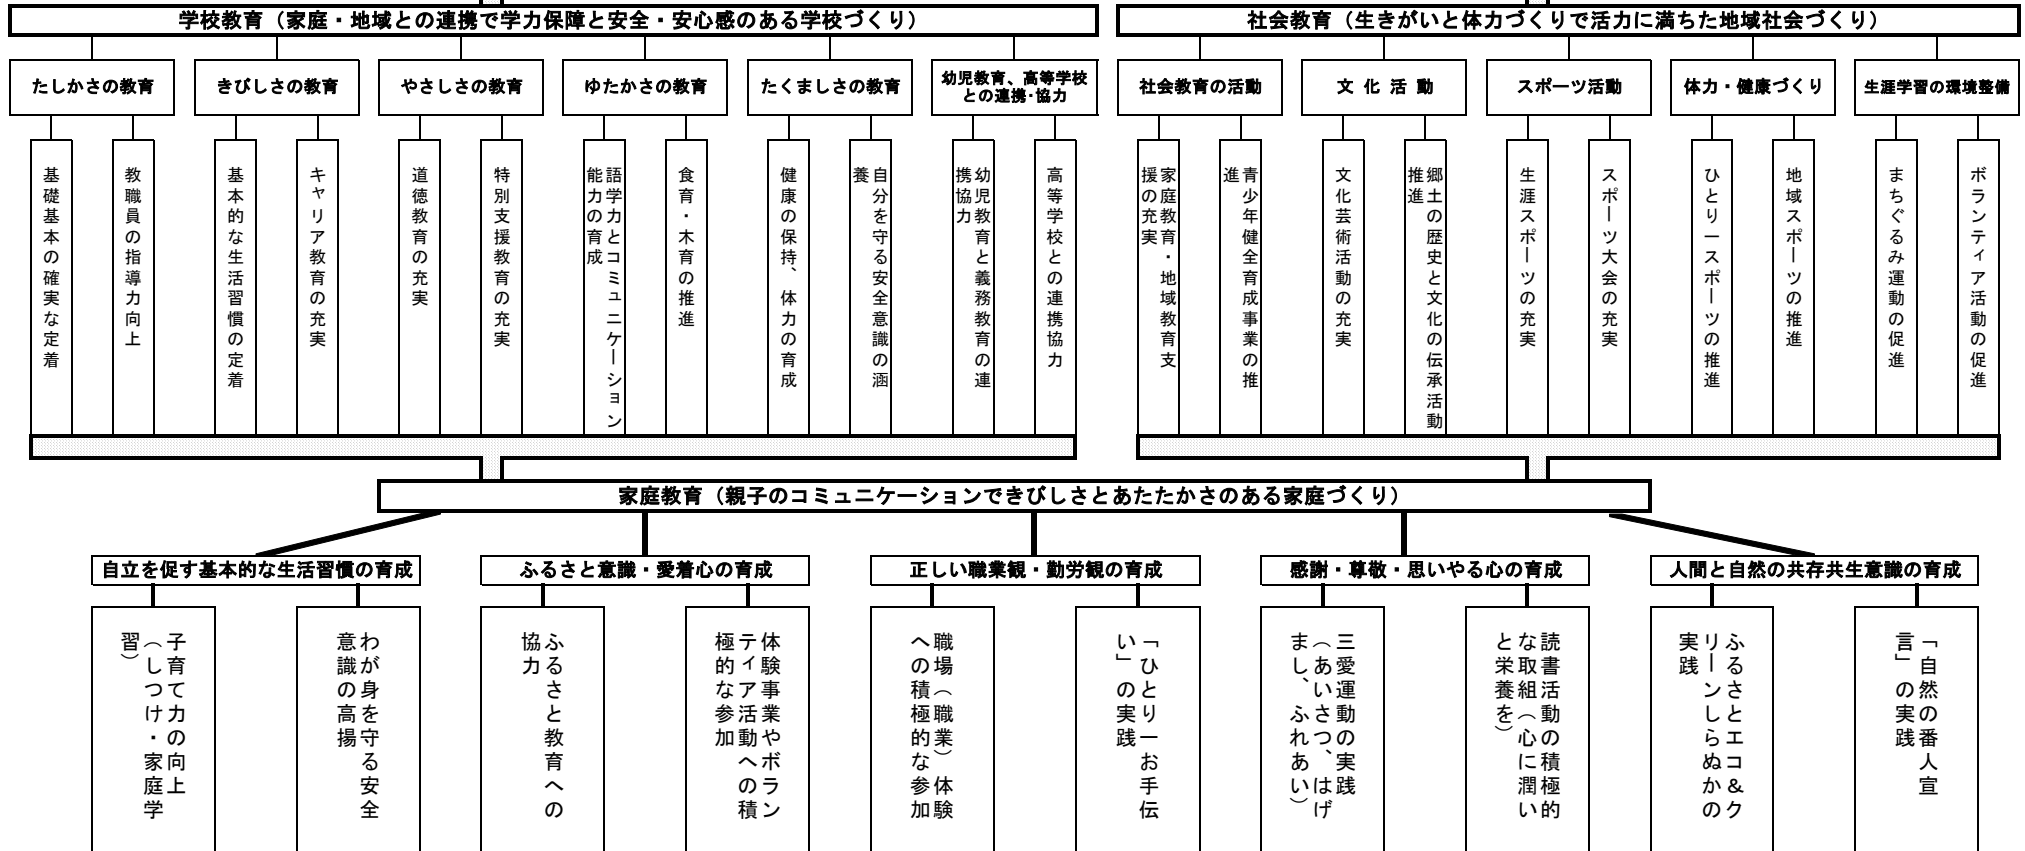 学校教育（家庭・地域との連携で学力保障と安全・安心感のある学校づくり）
たしかさの教育
基礎基本の確実な定着
教職員の指導力向上
きびしさの教育
基本的な生活習慣の定着
キャリア教育の充実
やさしさの教育
道徳教育の充実
特別支援教育の充実
ゆたかさの教育
語学力とコミュニケーション
能力の育成
食育・木育の推進
たくましさの教育
健康の保持、体力の育成
自分を守る安全意識の涵
養
幼児教育、高等学校
との連携・協力
幼児教育と義務教育の連
携協力
高等学校との連携協力
社会教育（生きがいと体力づくりで活力に満ちた地域社会づくり）
社会教育の活動
家庭教育・地域教育支
援の充実
青少年健全育成事業の推
進
文化活動
文化芸術活動の充実
郷土の歴史と文化の伝承活動
推進
スポーツ活動
生涯スポーツの充実
スポーツ大会の充実
体力・健康づくり
ひとり一スポーツの推進
地域スポーツの推進
生涯学習の環境整備
まちぐるみ運動の促進
ボランティア活動の促進
家庭教育（親子のコミュニケーションできびしさとあたたかさのある家庭づくり）
自立を促す基本的な生活習慣の育成
子育て力の向上
（しつけ・家庭学
習）
わが身を守る安全
意識の高揚
ふるさと意識・愛着心の育成
ふるさと教育への
協力
体験事業やボラン
ティア活動への積
極的な参加
正しい職業観・勤労観の育成
職場（職業）体験
への積極的な参加
「ひとり一お手伝
い」の実践
感謝・尊敬・思いやる心の育成
三愛運動の実践
（あいさつ、はげ
まし、ふれあい）
読書活動の積極的
な取組（心に潤い
と栄養を）
人間と自然の共存共生意識の育成
ふるさとエコ＆ク
リーンしらぬかの
実践
「自然の番人宣
言」の実践